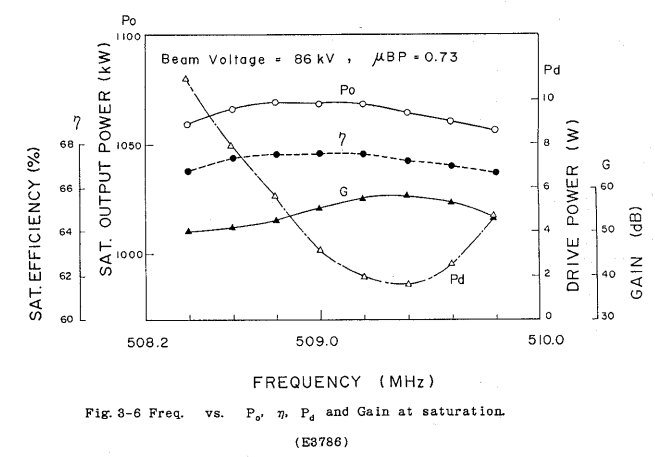 Po
1100
Beam Voltage = 86 kV , μBP = 0.73
Pd
Po
10
η
68
1050
η
8
G
66
6
60
G
64
4
50
1000
62
2
40
Pd
60
0
30
508.2
509.0
510.0
SAT. EFFICIENCY (%)
SAT. OUTPUT POWER (kW)
DRIVE POWER (W)
GAIN (dB)
FREQUENCY (MHz)
Fig. 3-6 Freq. vs. Po, η, Pd and Gain at saturation.
(E3786)